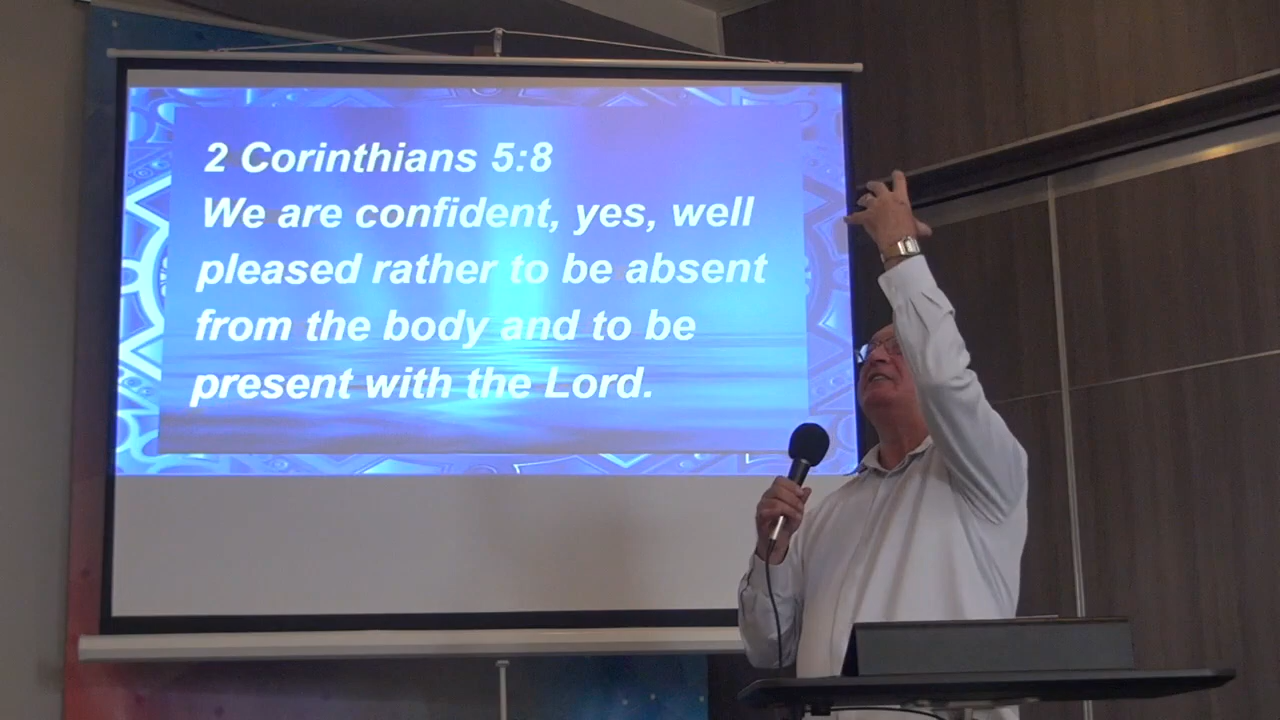 2 Corinthians 5:8
We are confident, yes, well
pleased rather to be absent
from the body and to be
present with the Lord.